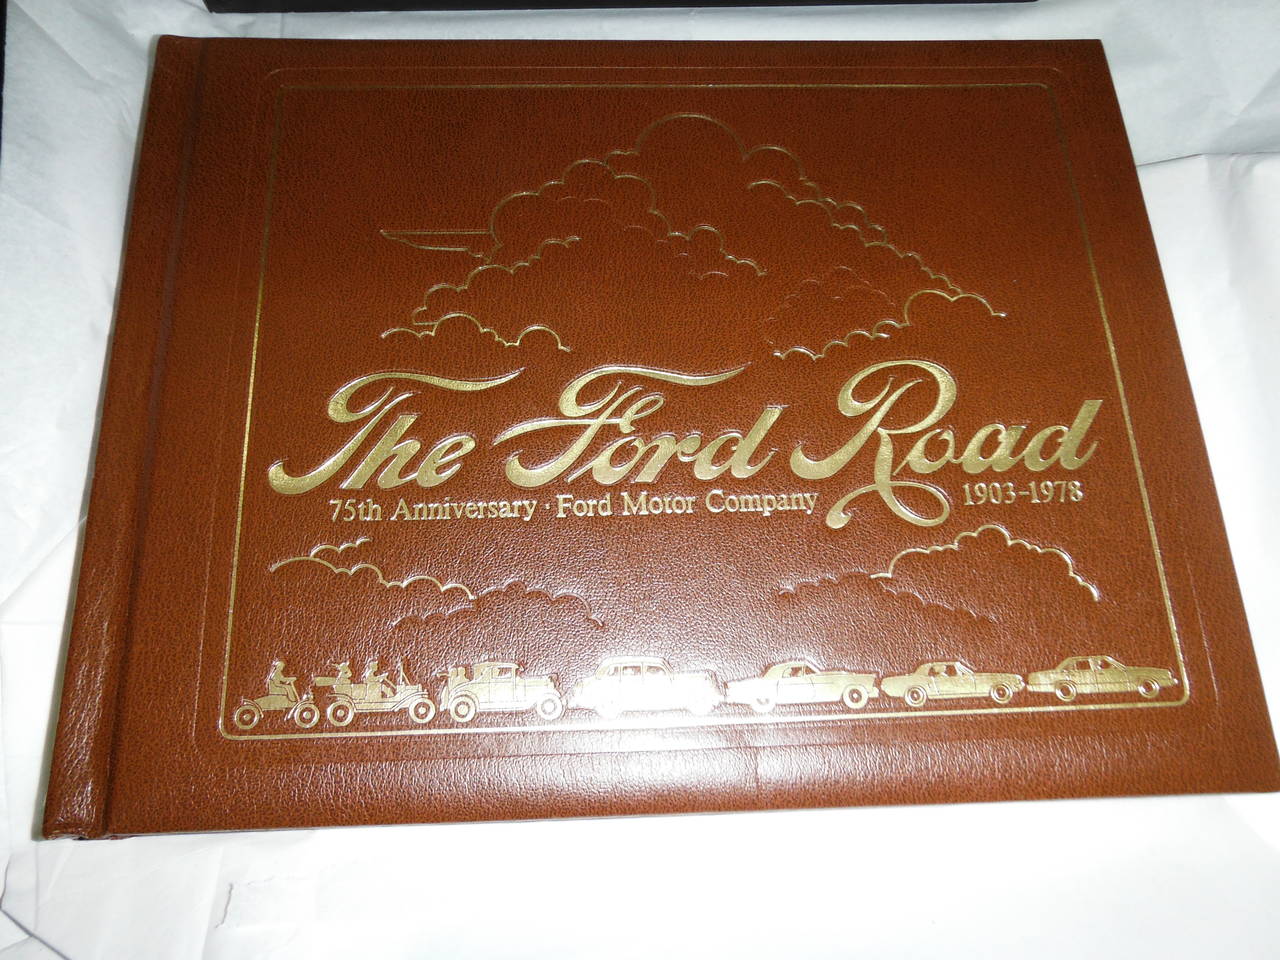 The Ford Road
75th Anniversary · Ford Motor Company 1903-1978